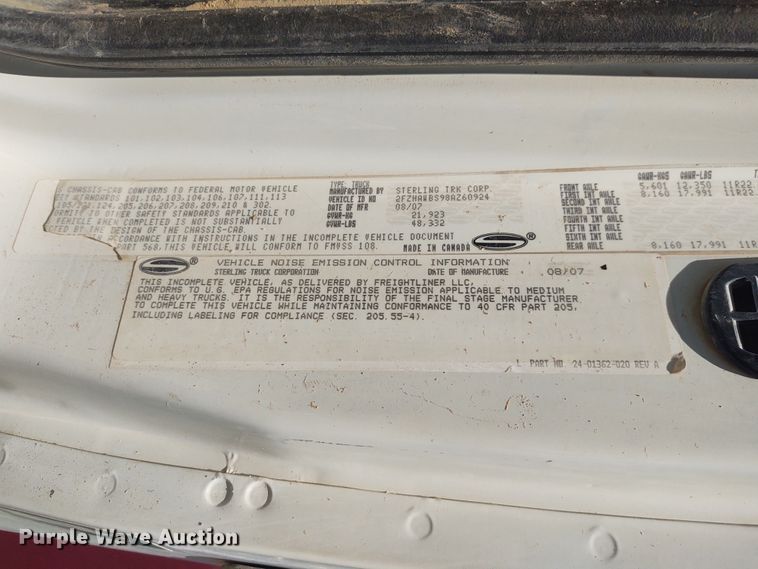 S CHASSIS-CAB CONFORMS TO FEDERAL MOTOR VEHICLE
STANDARDS 101,102,103,104,106,107,111,113
124,205,206,207,208,209,210 & 302.
TO OTHER SAFETY STANDARDS APPLICABLE TO
VEHICLE WHEN COMPLETED IS NOT SUBSTANTIALLY
BY THE DESIGN OF THE CHASSIS-CAB.
CCORDANCE WITH INSTRUCTIONS IN THE INCOMPLETE VEHICLE DOCUMENT
PART 568, THIS VEHICLE WILL CONFORM TO FMVSS 108.
TYPE: TRUCK
MANUFACTURED BY STERLING TRK CORP.
VEHICLE ID NO 2FZHAWBS98AZ60924
DATE OF MFR 08/07
GVWR-KG 21,923
GVWR-LBS 48,332
MADE IN CANADA
GAWR-KGS GAWR-LBS
FRONT AXLE 5,601 12,350 11R22
FIRST INT AXLE 8,160 17,991 11R22
SECOND INT AXLE
THIRD INT AXLE
FOURTH INT AXLE
FIFTH INT AXLE
SIXTH INT AXLE
REAR AXLE 8,160 17,991 11R
VEHICLE NOISE EMISSION CONTROL INFORMATION
STERLING TRUCK CORPORATION DATE OF MANUFACTURE 08/07
THIS INCOMPLETE VEHICLE, AS DELIVERED BY FREIGHTLINER LLC,
CONFORMS TO U.S. EPA REGULATIONS FOR NOISE EMISSION APPLICABLE TO MEDIUM
AND HEAVY TRUCKS. IT IS THE RESPONSIBILITY OF THE FINAL STAGE MANUFACTURER
TO COMPLETE THIS VEHICLE WHILE MAINTAINING CONFORMANCE TO 40 CFR PART 205,
INCLUDING LABELING FOR COMPLIANCE (SEC. 205.55-4).
L PART NO. 24-01362-020 REV A
Purple Wave Auction